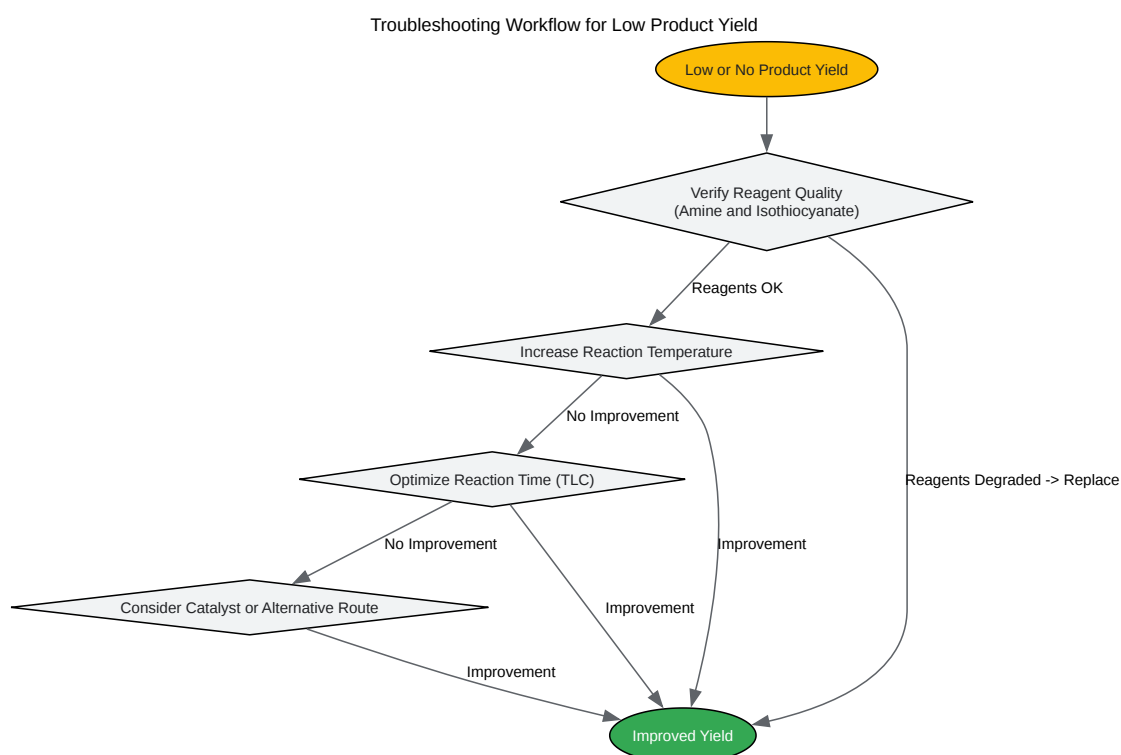 Troubleshooting Workflow for Low Product Yield
Low or No Product Yield
Verify Reagent Quality
(Amine and Isothiocyanate)
Reagents OK
Increase Reaction Temperature
No Improvement
Optimize Reaction Time (TLC)
Reagents Degraded -> Replace
No Improvement
Improvement
Consider Catalyst or Alternative Route
Improvement
Improvement
Improved Yield